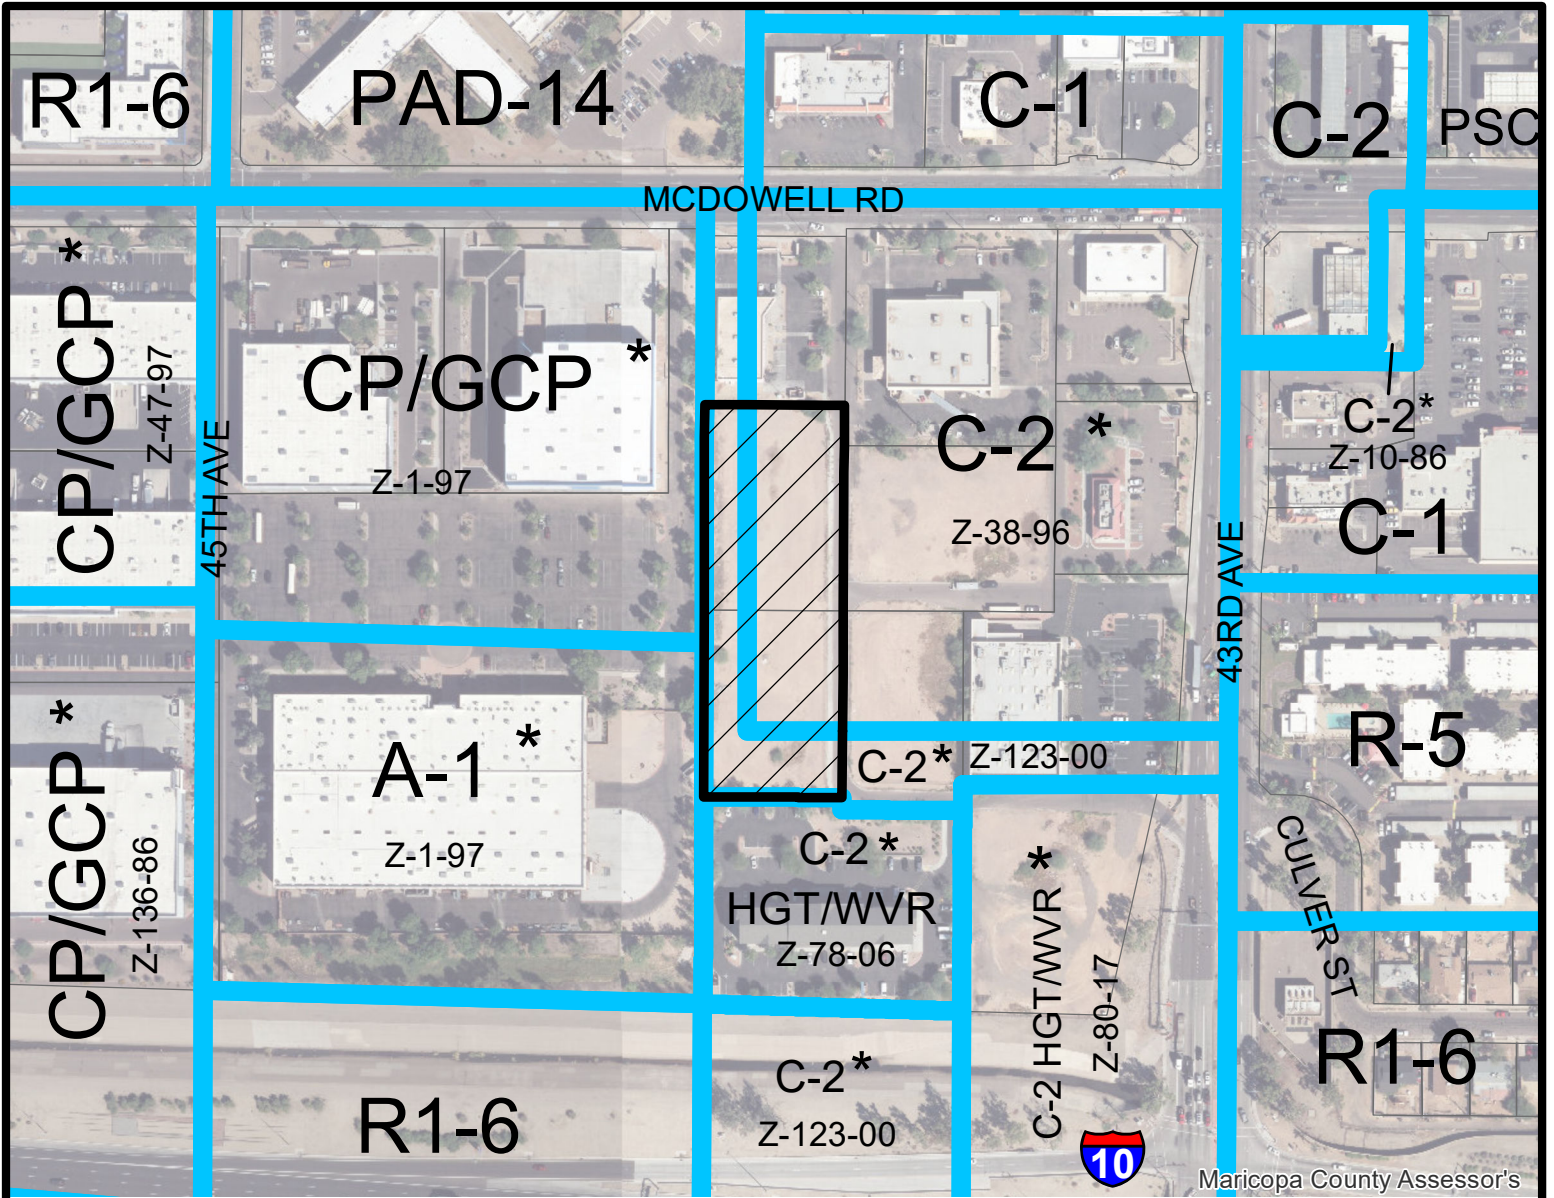 R1-6
PAD-14
C-1
C-2
PSC
MCDOWELL RD
CP/GCP *
Z-47-97
45TH AVE
CP/GCP *
Z-1-97
C-2 *
Z-38-96
43RD AVE
C-2*
Z-10-86
C-1
R-5
CP/GCP *
Z-136-86
A-1 *
Z-1-97
C-2*
Z-123-00
C-2 *
HGT/WVR
Z-78-06
C-2 HGT/WVR *
Z-80-17
CULVER ST
R1-6
R1-6
C-2*
Z-123-00
10
Maricopa County Assessor's